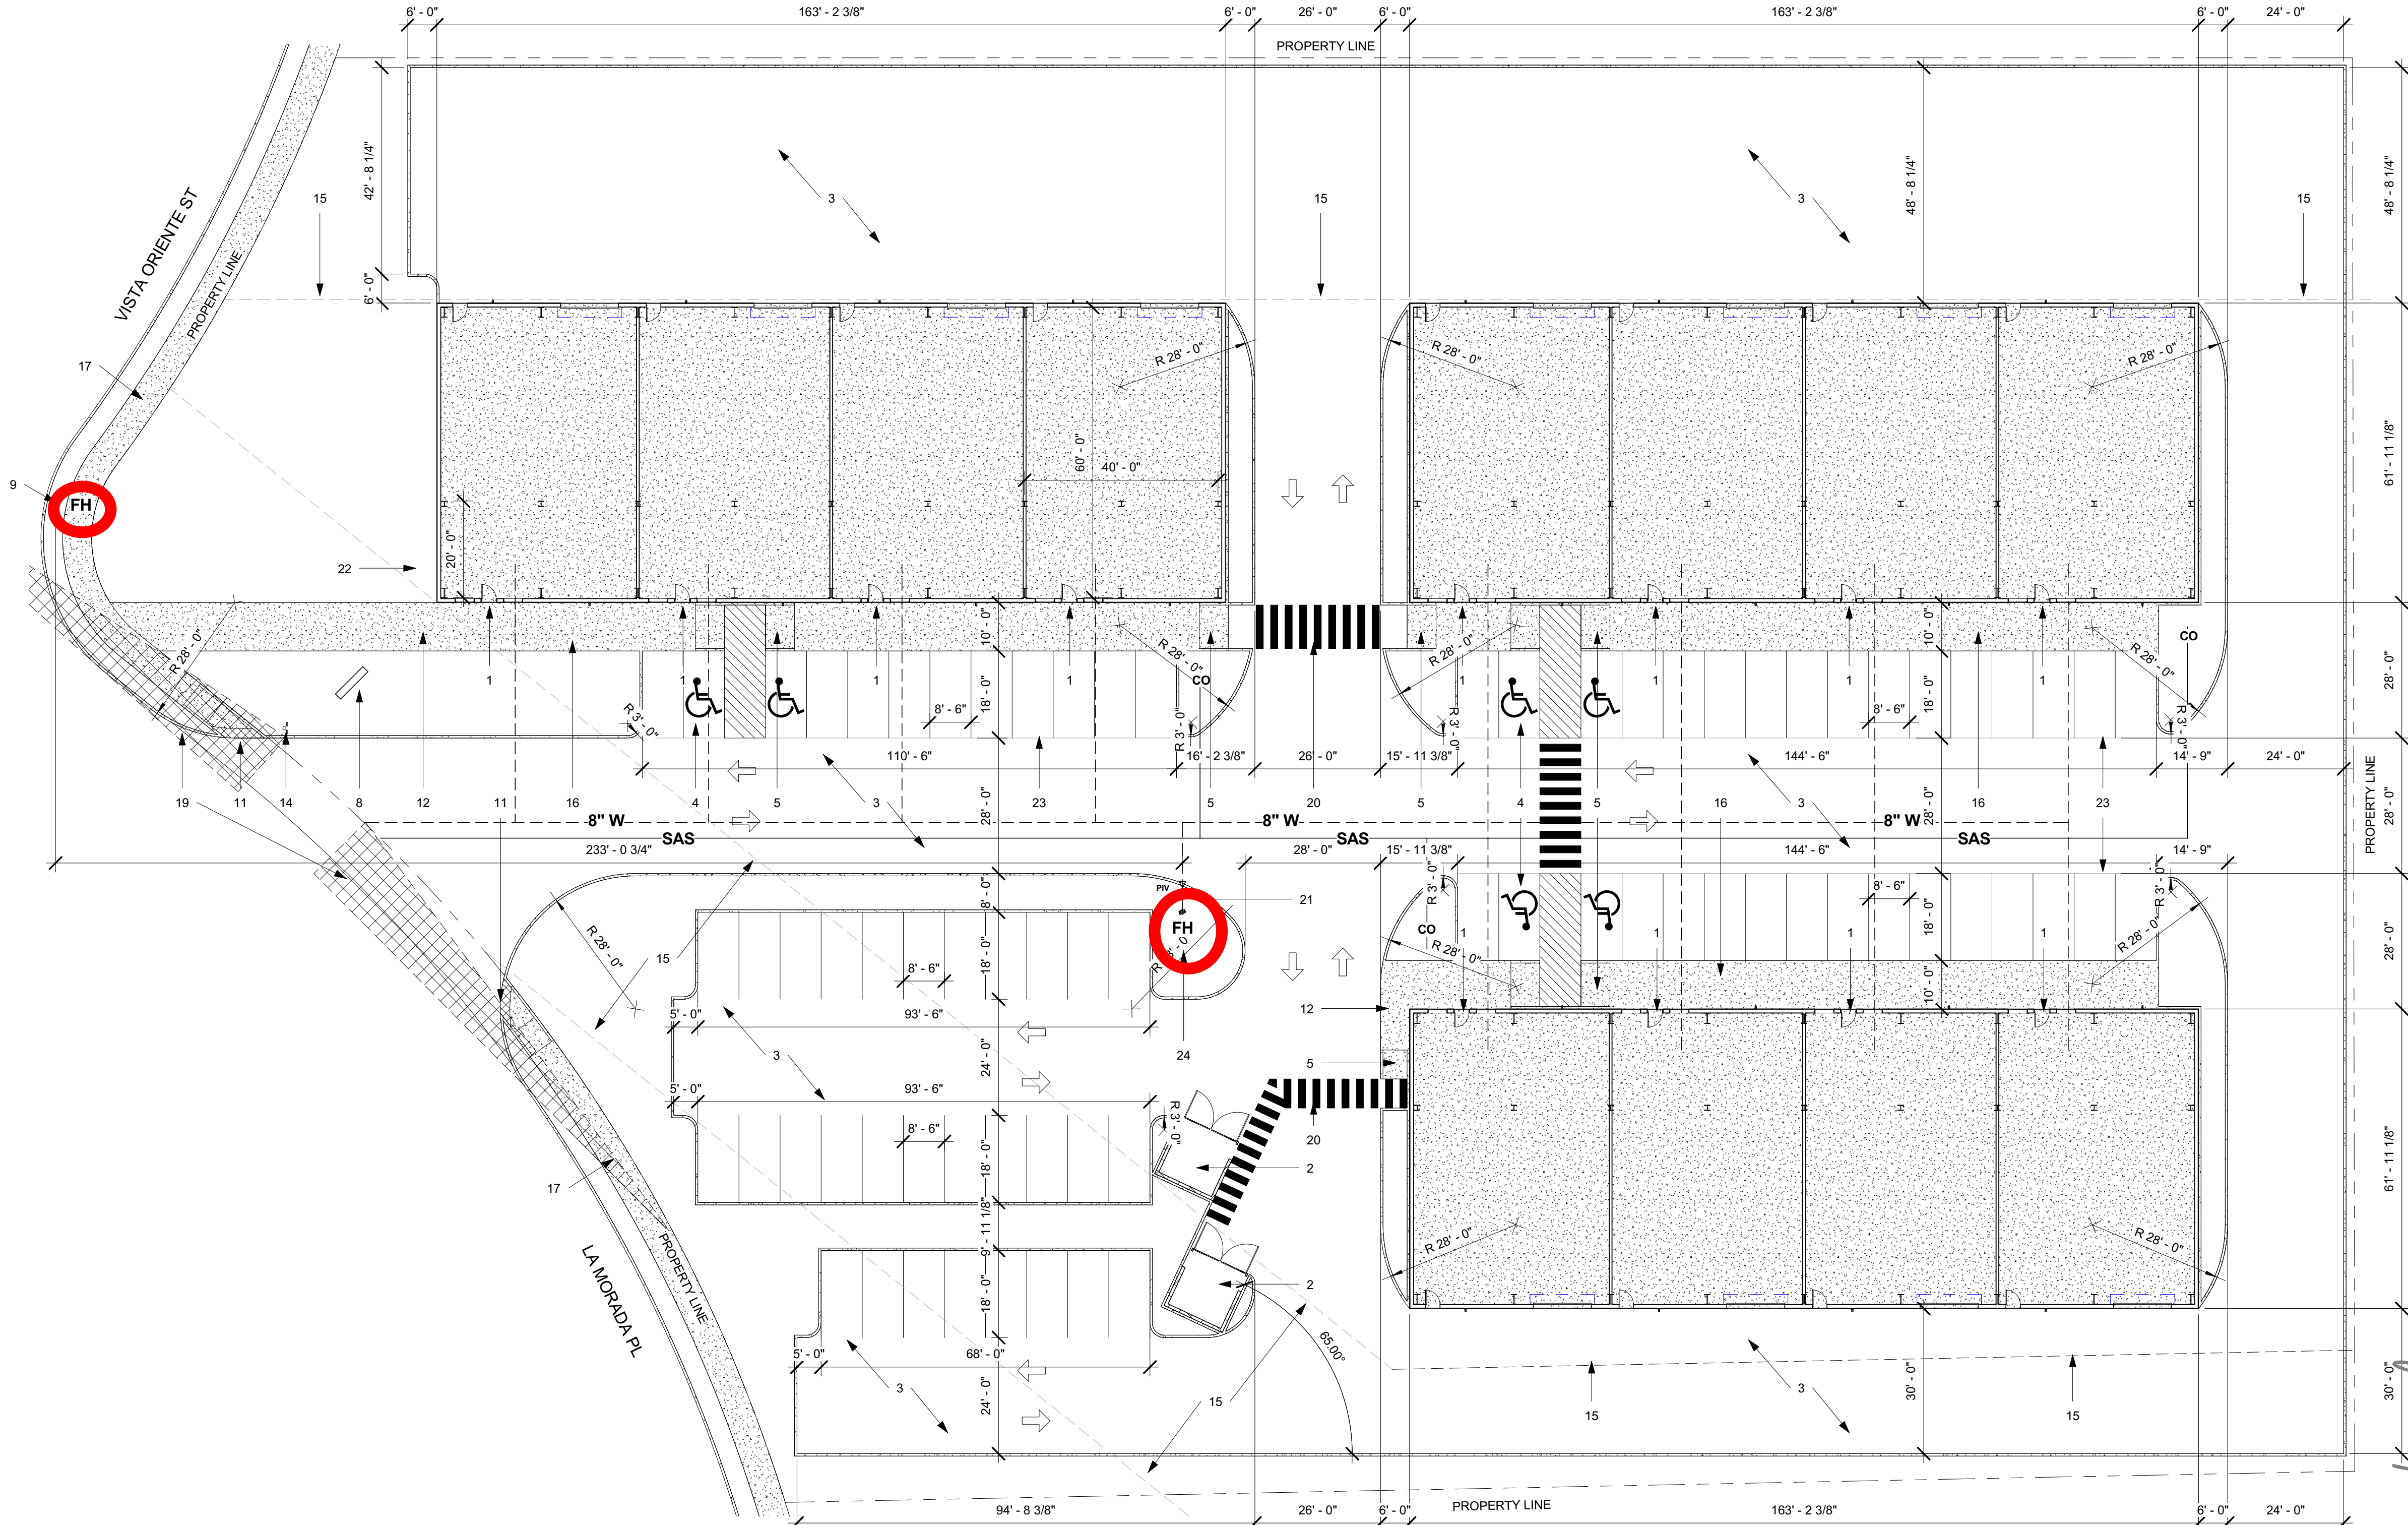 6' - 0" 163' - 2 3/8" 6' - 0" 26' - 0" 6' - 0" 163' - 2 3/8" 6' - 0" 24' - 0"
PROPERTY LINE
42' - 8 1/4"
6' - 0"
48' - 8 1/4"
48' - 8 1/4"
15
3
15
3
15
VISTA ORIENTE ST
PROPERTY LINE
17
R 28' - 0"
R 28' - 0"
R 28' - 0"
60' - 0"
40' - 0"
61' - 11 1/8"
9
FH
20' - 0"
22
R 28' - 0"
10' - 0"
R 28' - 0"
R 28' - 0"
10' - 0"
R 28' - 0"
CO
28' - 0"
1
1
1
1
CO
1
1
1
1
R 3' - 0"
8' - 6"
18' - 0"
R 3' - 0"
R 3' - 0"
8' - 6"
18' - 0"
R 3' - 0"
110' - 6" 16' - 2 3/8" 26' - 0" 15' - 11 3/8" 144' - 6" 14' - 9" 24' - 0"
19 11 14 8 12 11 16 4 5 3 23 5 20 5 4 5 16 3 16 23
28' - 0"
28' - 0"
28' - 0"
PROPERTY LINE
8" W 8" W 8" W
SAS SAS SAS
233' - 0 3/4" 28' - 0" 15' - 11 3/8" 144' - 6" 14' - 9"
R 3' - 0"
8' - 6"
R 3' - 0"
8' - 0"
PIV
21
FH
CO
1
1
1
1
R 28' - 0"
15
8' - 6"
18' - 0"
R 28' - 0"
18' - 0"
R 28' - 0"
28' - 0"
5' - 0" 93' - 6"
12
10' - 0"
3
24' - 0"
24
5
5' - 0" 93' - 6"
R 3' - 0"
8' - 6"
20
18' - 0"
2
61' - 11 1/8"
17
9' - 11 1/8"
PROPERTY LINE
LA MORADA PL
R 28' - 0"
R 28' - 0"
2
18' - 0"
65.00°
5' - 0" 68' - 0"
3
24' - 0"
15
15
3
30' - 0"
15
30' - 0"
PROPERTY LINE
94' - 8 3/8" 26' - 0" 6' - 0" 163' - 2 3/8" 6' - 0" 24' - 0"